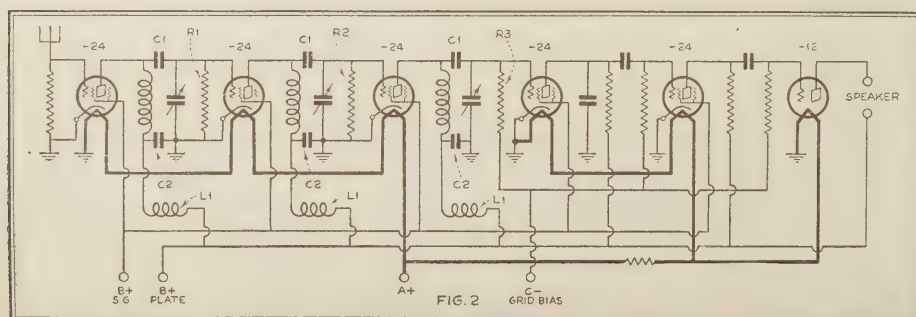 -24 C1 R1 -24 C1 R2 -24 C1 R3 -24 -24 -12
SPEAKER
C2 C2 C2
L1 L1 L1
B+ S.G. B+ PLATE A+ FIG. 2 C- GRID BIAS